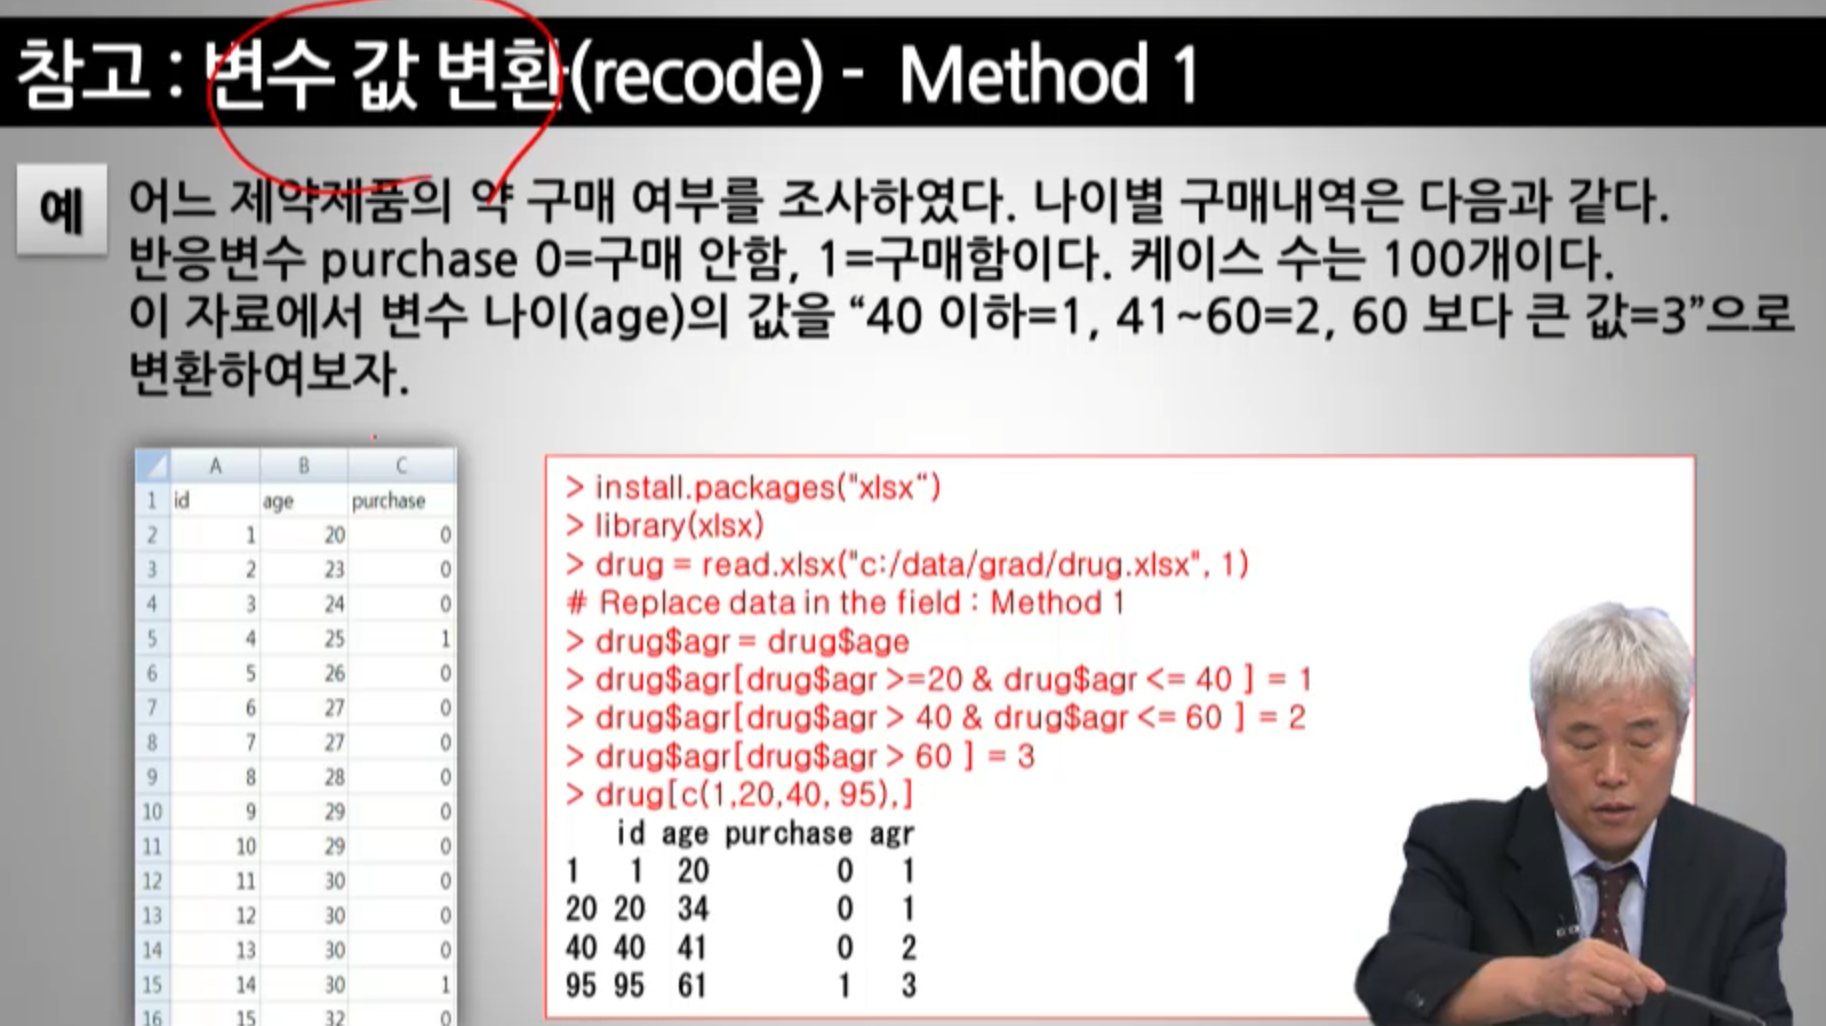 참고 : 변수 값 변환(recode) - Method 1
예
어느 제약제품의 약 구매 여부를 조사하였다. 나이별 구매내역은 다음과 같다.
반응변수 purchase 0=구매 안함, 1=구매함이다. 케이스 수는 100개이다.
이 자료에서 변수 나이(age)의 값을 “40 이하=1, 41~60=2, 60 보다 큰 값=3”으로
변환하여보자.
A B C
1 id age purchase
2 1 20 0
3 2 23 0
4 3 24 0
5 4 25 1
6 5 26 0
7 6 27 0
8 7 27 0
9 8 28 0
10 9 29 0
11 10 29 0
12 11 30 0
13 12 30 0
14 13 30 0
15 14 30 1
16 15 32 0
> install.packages("xlsx“)
> library(xlsx)
> drug = read.xlsx("c:/data/grad/drug.xlsx", 1)
# Replace data in the field : Method 1
> drug$agr = drug$age
> drug$agr[drug$agr >=20 & drug$agr <= 40 ] = 1
> drug$agr[drug$agr > 40 & drug$agr <= 60 ] = 2
> drug$agr[drug$agr > 60 ] = 3
> drug[c(1,20,40, 95),]
id age purchase agr
1 1 20 0 1
20 20 34 0 1
40 40 41 0 2
95 95 61 1 3